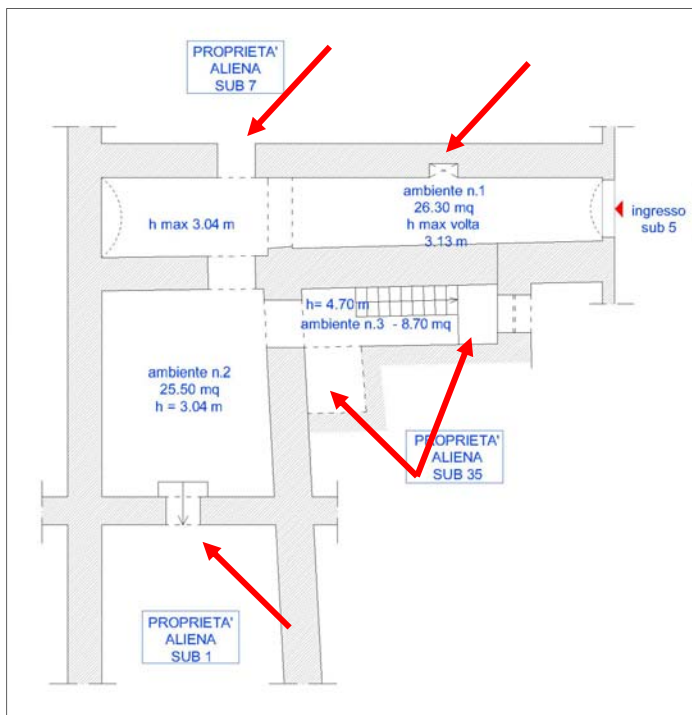 PROPRIETA'
ALIENA
SUB 7
ambiente n.1
26.30 mq
h max volta
3.13 m
h max 3.04 m
ingresso
sub 5
h= 4.70 m
ambiente n.3 - 8.70 mq
ambiente n.2
25.50 mq
h = 3.04 m
PROPRIETA'
ALIENA
SUB 35
PROPRIETA'
ALIENA
SUB 1